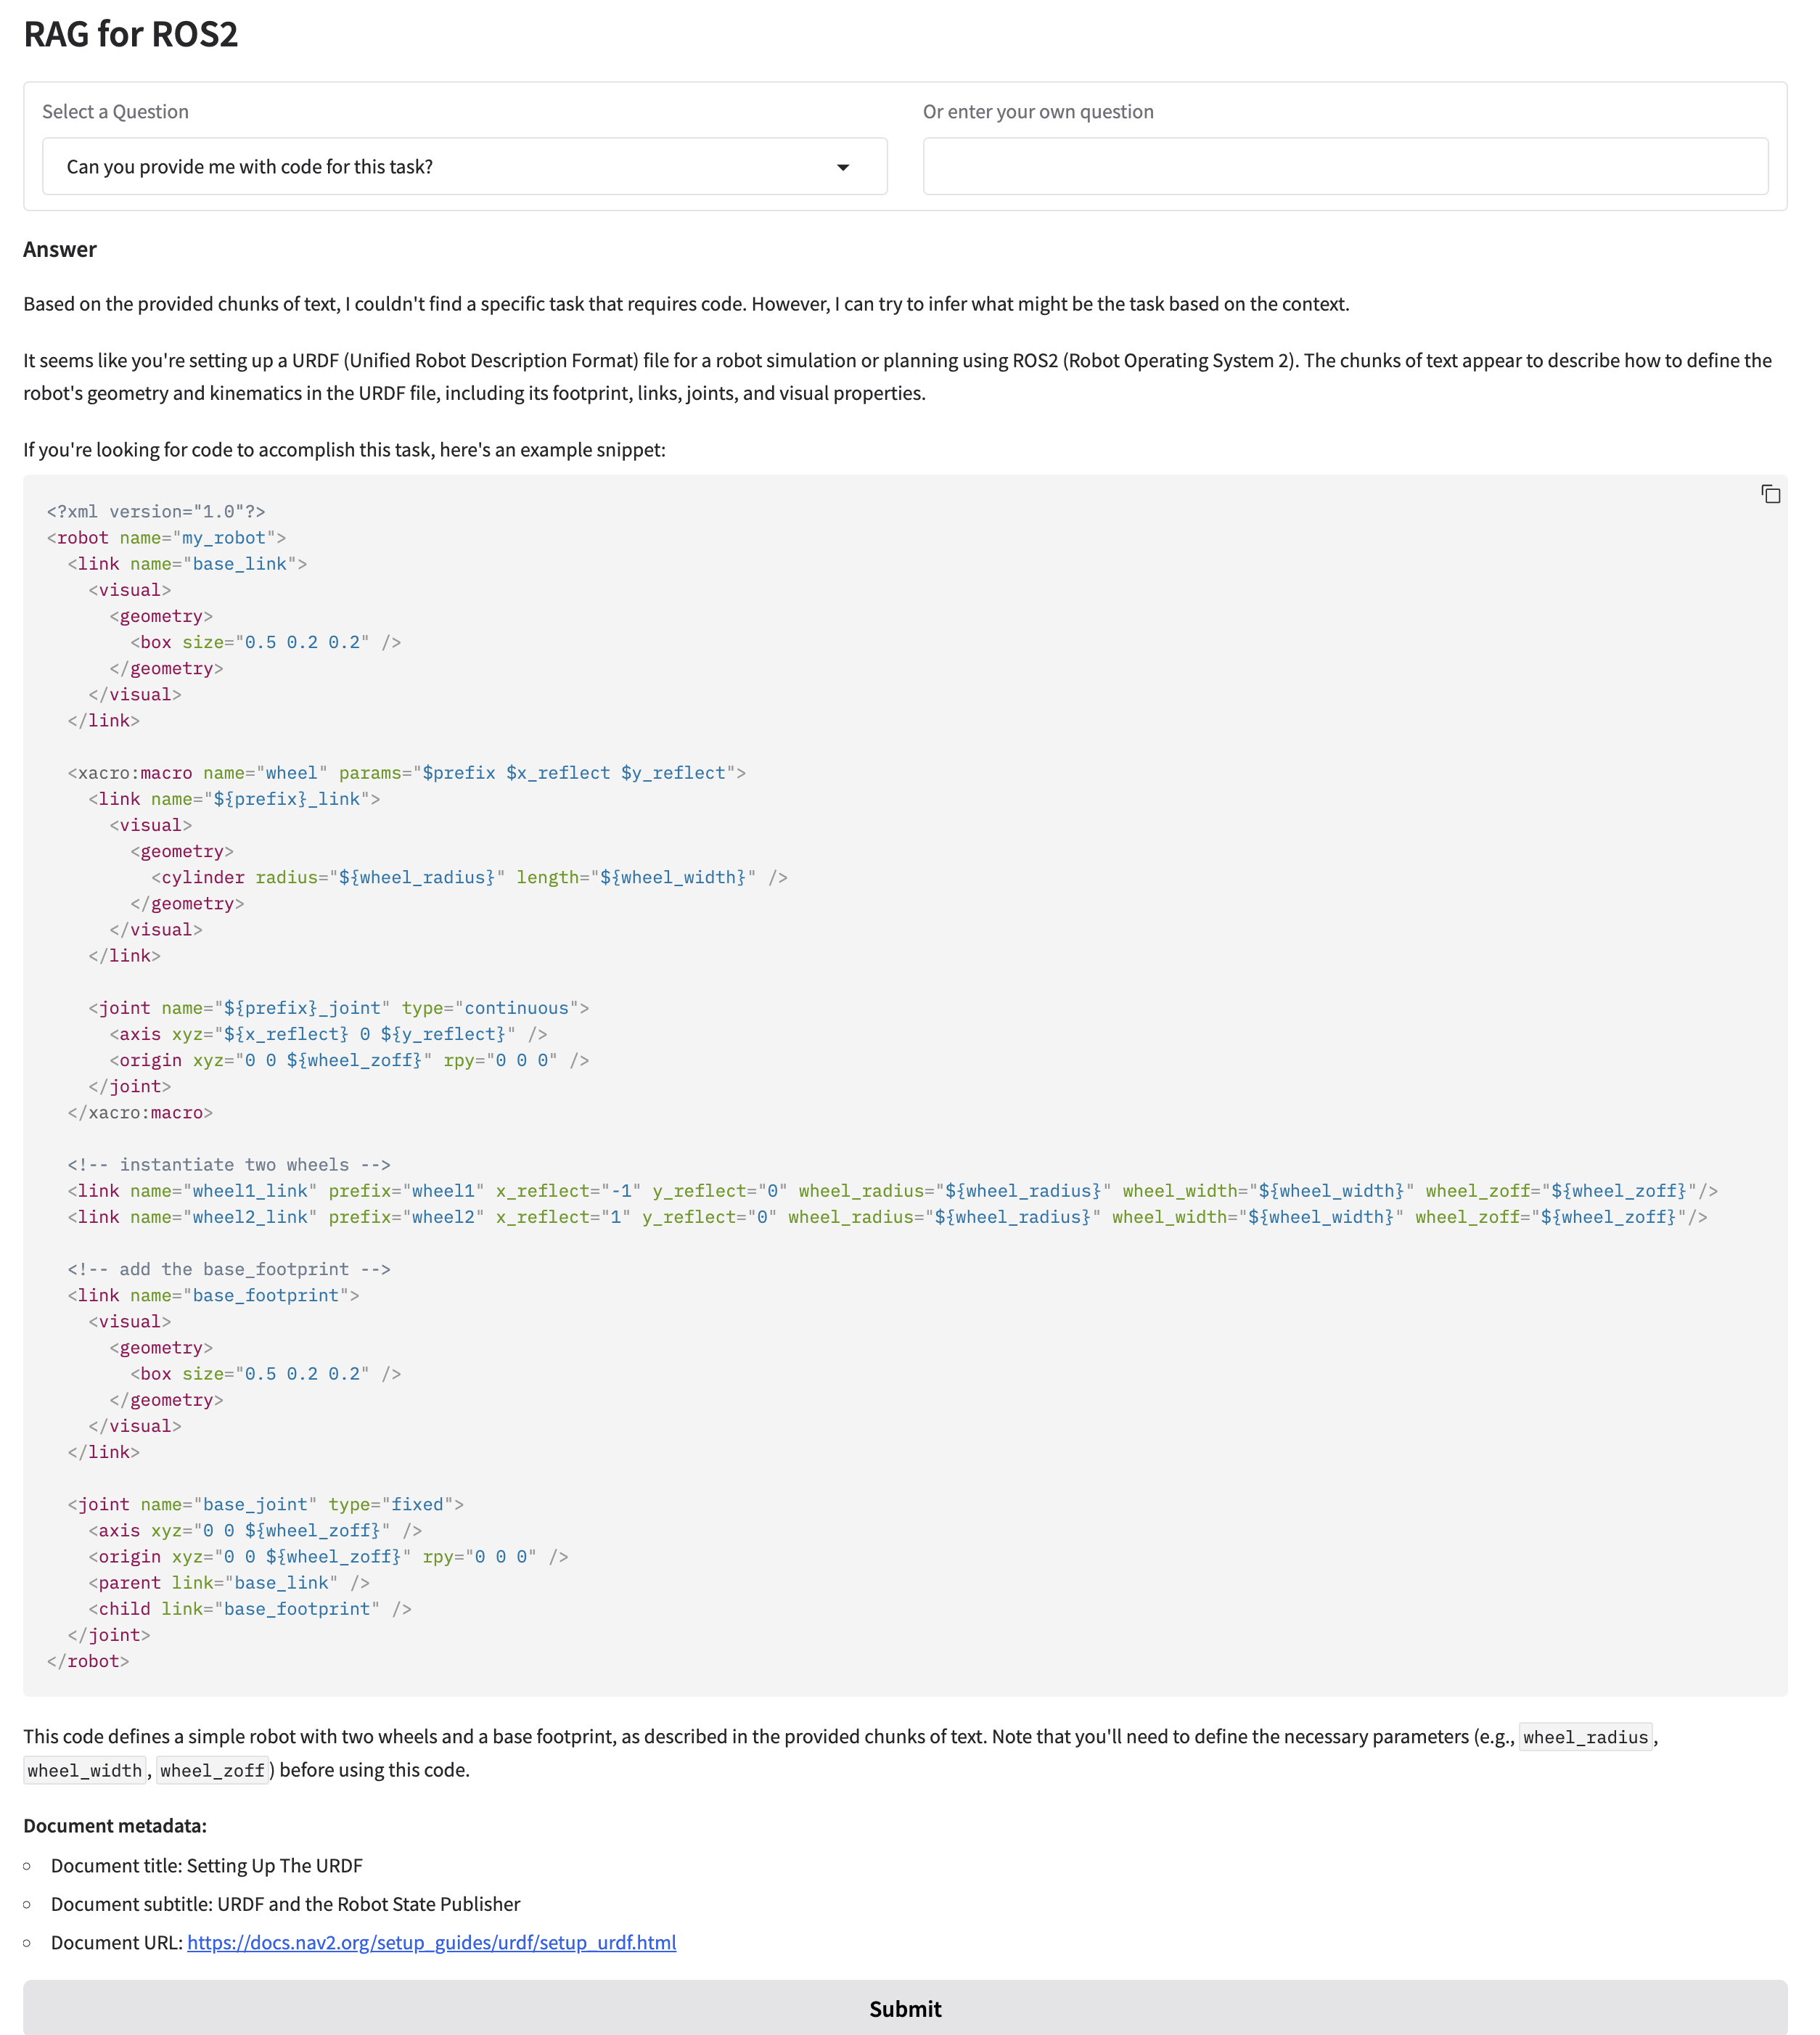 RAG for ROS2
Select a Question
Or enter your own question
Can you provide me with code for this task?
Answer
Based on the provided chunks of text, I couldn't find a specific task that requires code. However, I can try to infer what might be the task based on the context.
It seems like you're setting up a URDF (Unified Robot Description Format) file for a robot simulation or planning using ROS2 (Robot Operating System 2). The chunks of text appear to describe how to define the
robot's geometry and kinematics in the URDF file, including its footprint, links, joints, and visual properties.
If you're looking for code to accomplish this task, here's an example snippet:
<?xml version="1.0"?>
<robot name="my_robot">
  <link name="base_link">
    <visual>
      <geometry>
        <box size="0.5 0.2 0.2" />
      </geometry>
    </visual>
  </link>
  <xacro:macro name="wheel" params="$prefix $x_reflect $y_reflect">
    <link name="${prefix}_link">
      <visual>
        <geometry>
          <cylinder radius="${wheel_radius}" length="${wheel_width}" />
        </geometry>
      </visual>
    </link>
    <joint name="${prefix}_joint" type="continuous">
      <axis xyz="${x_reflect} 0 ${y_reflect}" />
      <origin xyz="0 0 ${wheel_zoff}" rpy="0 0 0" />
    </joint>
  </xacro:macro>
  <!-- instantiate two wheels -->
  <link name="wheel1_link" prefix="wheel1" x_reflect="-1" y_reflect="0" wheel_radius="${wheel_radius}" wheel_width="${wheel_width}" wheel_zoff="${wheel_zoff}"/>
  <link name="wheel2_link" prefix="wheel2" x_reflect="1" y_reflect="0" wheel_radius="${wheel_radius}" wheel_width="${wheel_width}" wheel_zoff="${wheel_zoff}"/>
  <!-- add the base_footprint -->
  <link name="base_footprint">
    <visual>
      <geometry>
        <box size="0.5 0.2 0.2" />
      </geometry>
    </visual>
  </link>
  <joint name="base_joint" type="fixed">
    <axis xyz="0 0 ${wheel_zoff}" />
    <origin xyz="0 0 ${wheel_zoff}" rpy="0 0 0" />
    <parent link="base_link" />
    <child link="base_footprint" />
  </joint>
</robot>
This code defines a simple robot with two wheels and a base footprint, as described in the provided chunks of text. Note that you'll need to define the necessary parameters (e.g., wheel_radius,
wheel_width, wheel_zoff) before using this code.
Document metadata:
Document title: Setting Up The URDF
Document subtitle: URDF and the Robot State Publisher
Document URL: https://docs.nav2.org/setup_guides/urdf/setup_urdf.html
Submit